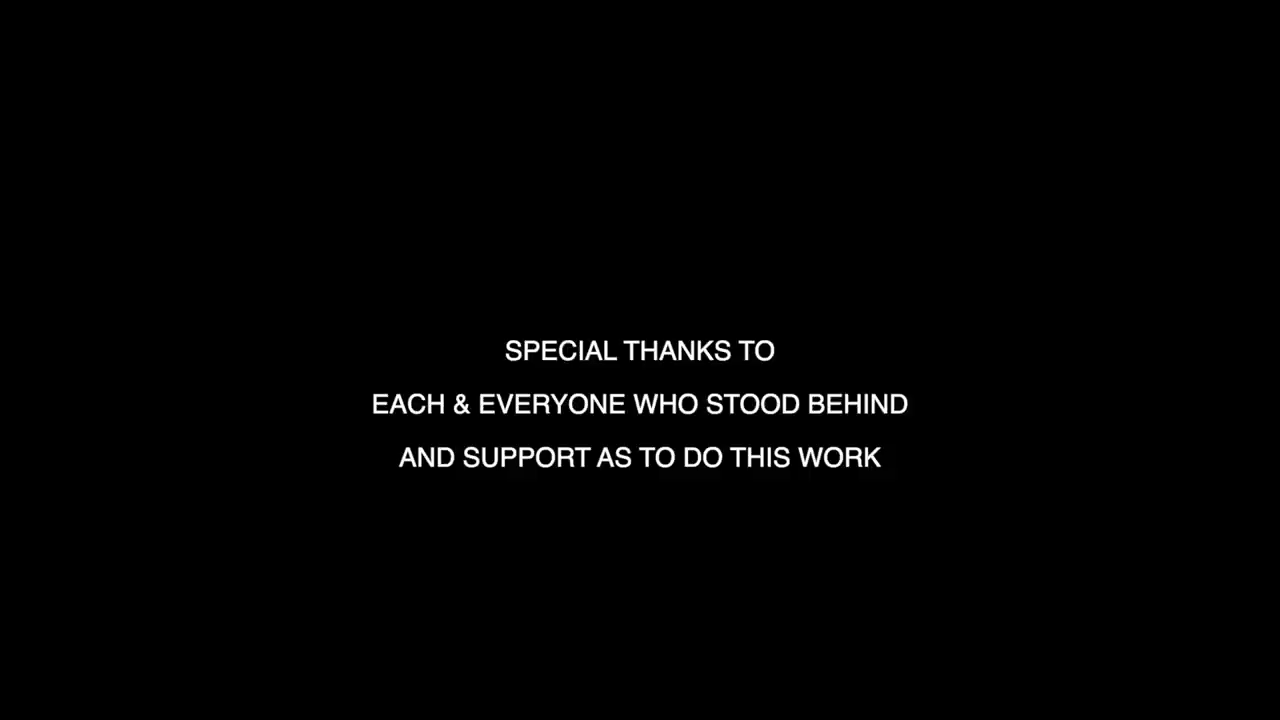 SPECIAL THANKS TO
EACH & EVERYONE WHO STOOD BEHIND
AND SUPPORT AS TO DO THIS WORK